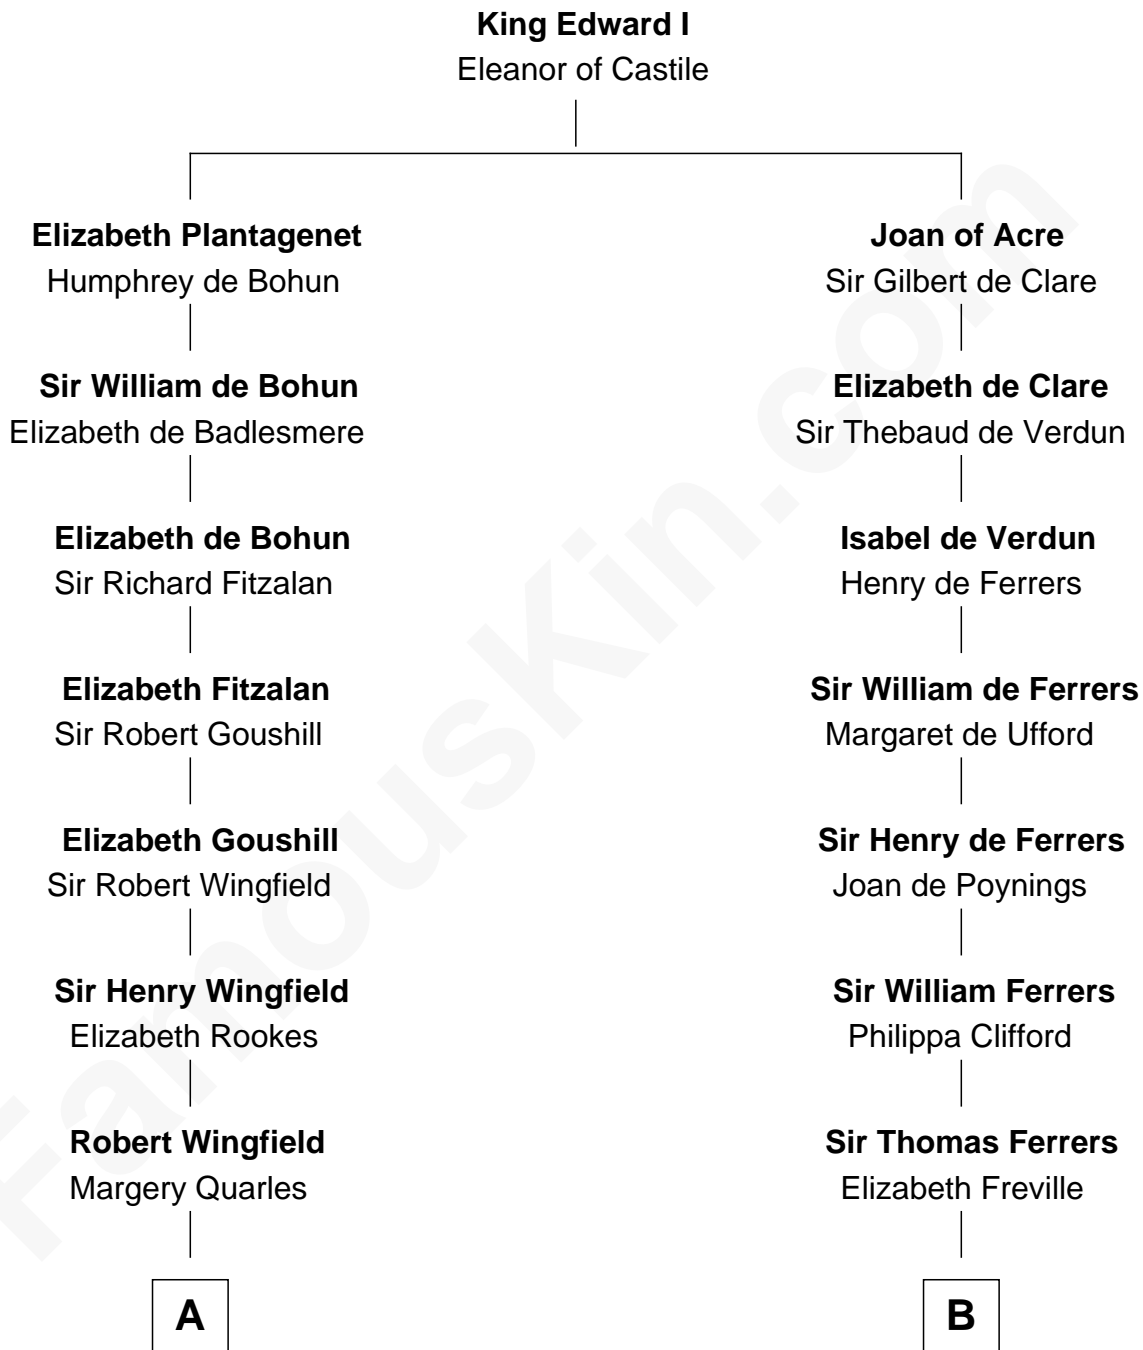 King Edward I
Eleanor of Castile
Elizabeth Plantagenet
Humphrey de Bohun
Joan of Acre
Sir Gilbert de Clare
Sir William de Bohun
Elizabeth de Badlesmere
Elizabeth de Clare
Sir Thebaud de Verdun
Elizabeth de Bohun
Sir Richard Fitzalan
Isabel de Verdun
Henry de Ferrers
Elizabeth Fitzalan
Sir Robert Goushill
Sir William de Ferrers
Margaret de Ufford
Elizabeth Goushill
Sir Robert Wingfield
Sir Henry de Ferrers
Joan de Poynings
Sir Henry Wingfield
Elizabeth Rookes
Sir William Ferrers
Philippa Clifford
Robert Wingfield
Margery Quarles
Sir Thomas Ferrers
Elizabeth Freville
A
B
FamousKin.com